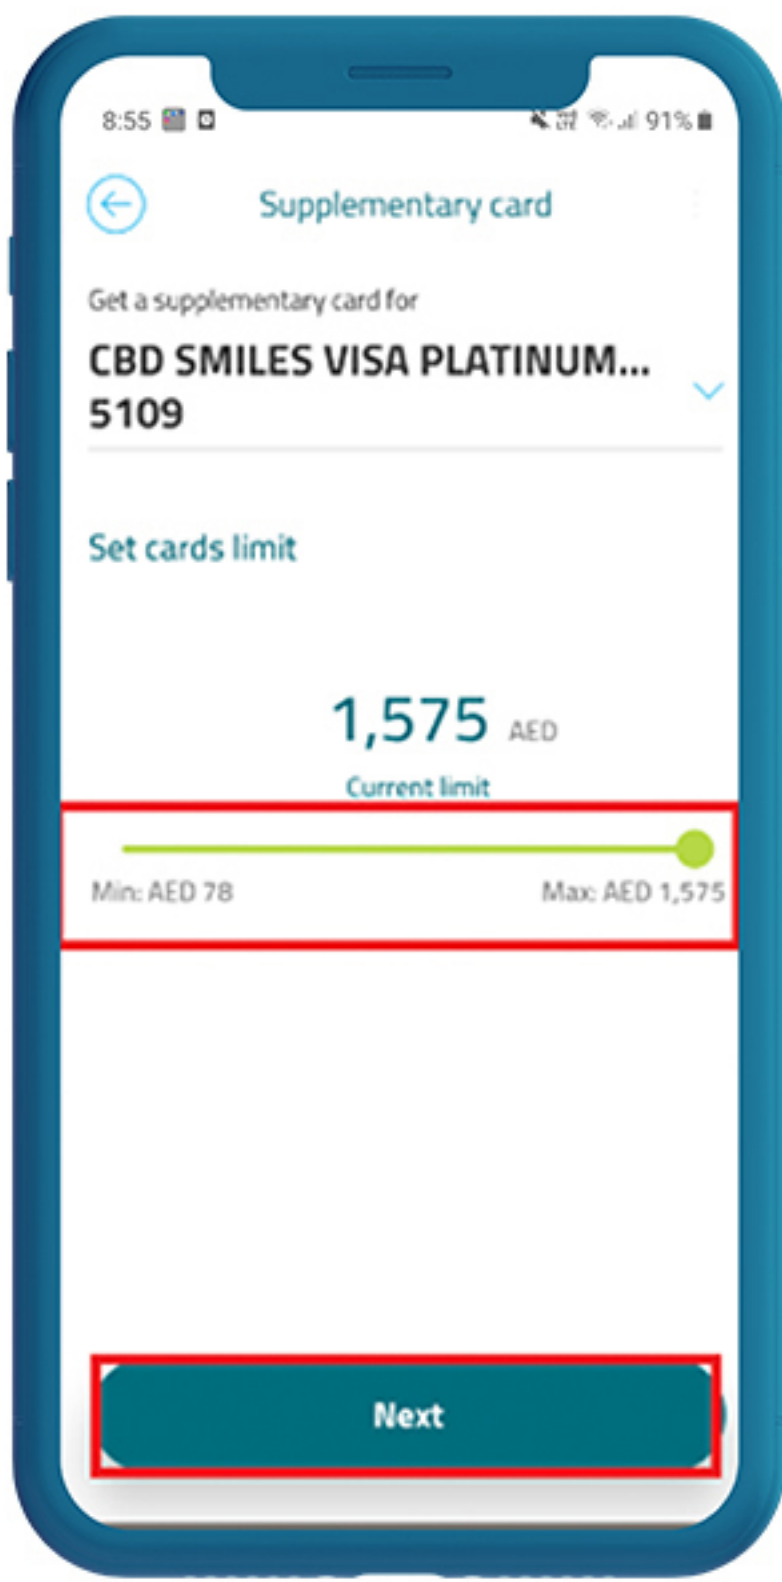 8:55
91%
Supplementary card
Get a supplementary card for
CBD SMILES VISA PLATINUM...
5109
Set cards limit
1,575 AED
Current limit
Min: AED 78
Max: AED 1,575
Next